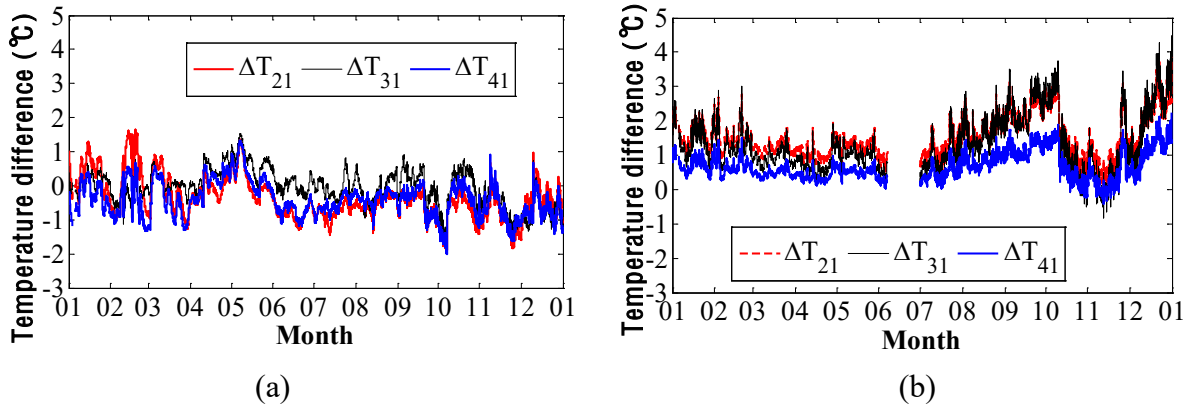 Temperature difference (℃)
5
4
3
2
1
0
-1
-2
-3
ΔT21 ΔT31 ΔT41
01 02 03 04 05 06 07 09 10 11 12 01
Month
(a)
Temperature difference (℃)
5
4
3
2
1
0
-1
-2
-3
ΔT21 ΔT31 ΔT41
01 02 03 04 05 06 07 08 09 10 11 12 01
Month
(b)